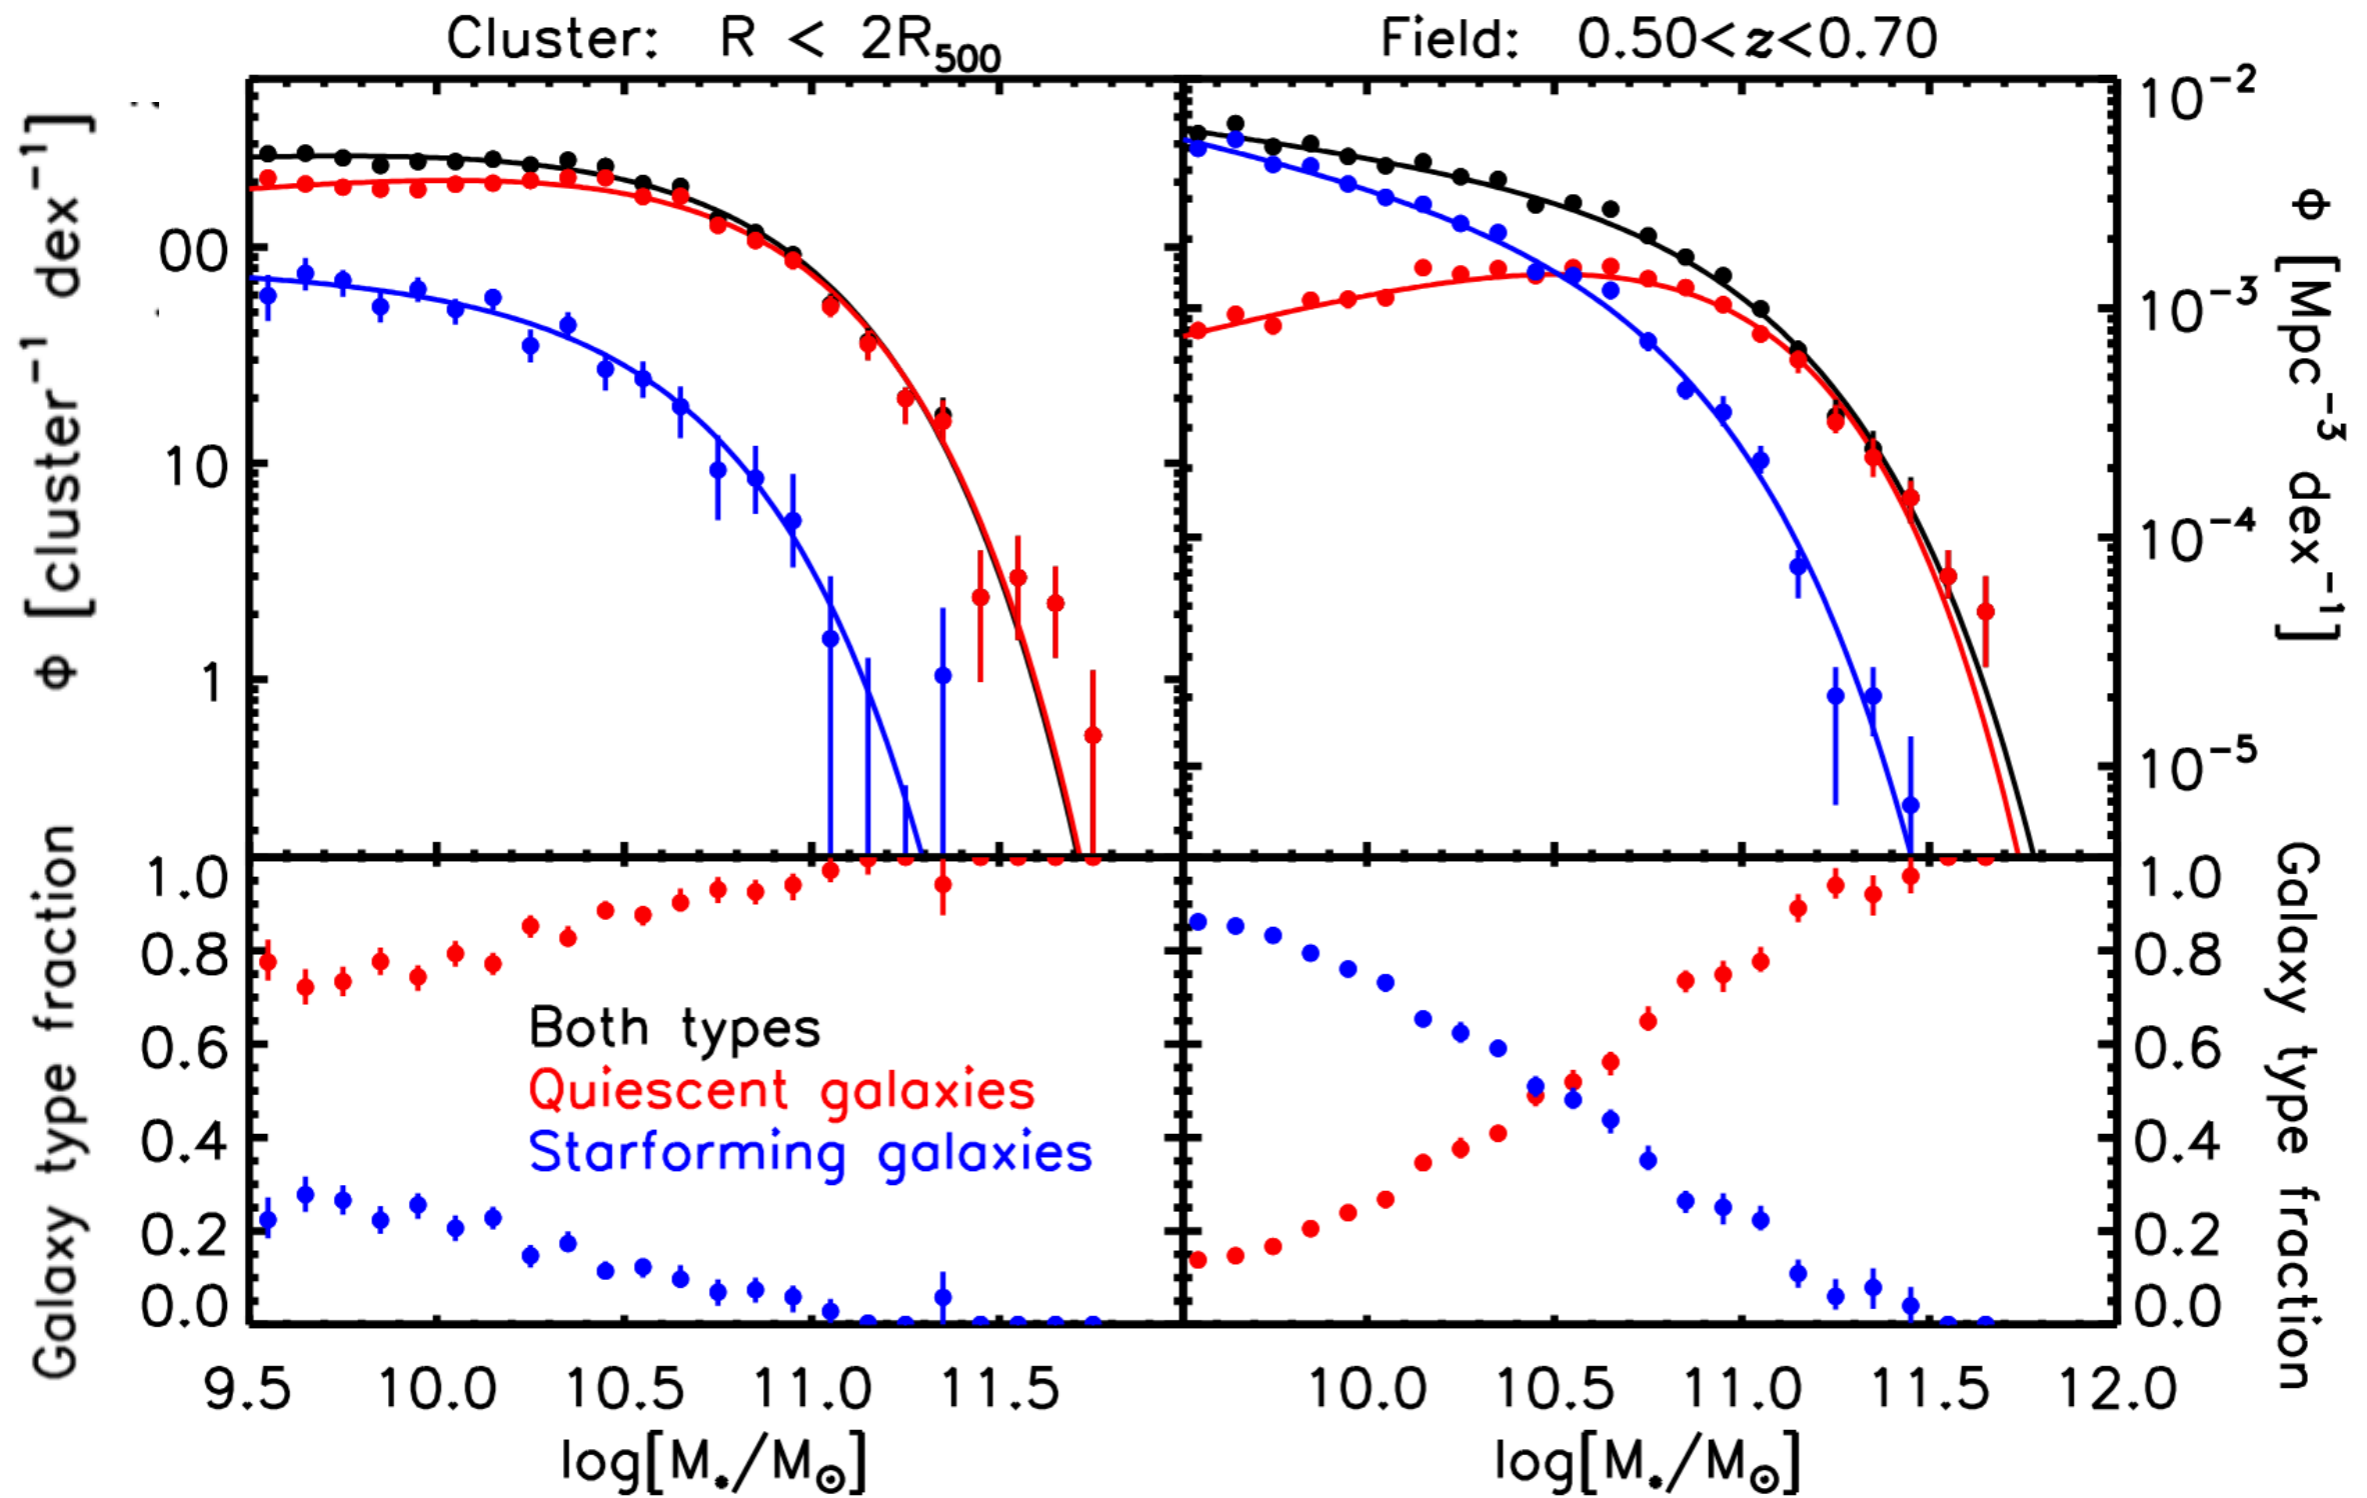 Cluster: R < 2R₅₀₀
Field: 0.50<z<0.70
ϕ [cluster⁻¹ dex⁻¹]
00
10
1
10⁻²
10⁻³
10⁻⁴
10⁻⁵
ϕ [Mpc⁻³ dex⁻¹]
Galaxy type fraction
1.0
0.8
0.6
0.4
0.2
0.0
Both types
Quiescent galaxies
Starforming galaxies
1.0
0.8
0.6
0.4
0.2
0.0
Galaxy type fraction
9.5 10.0 10.5 11.0 11.5
10.0 10.5 11.0 11.5 12.0
log[M⋆/M⊙]
log[M⋆/M⊙]